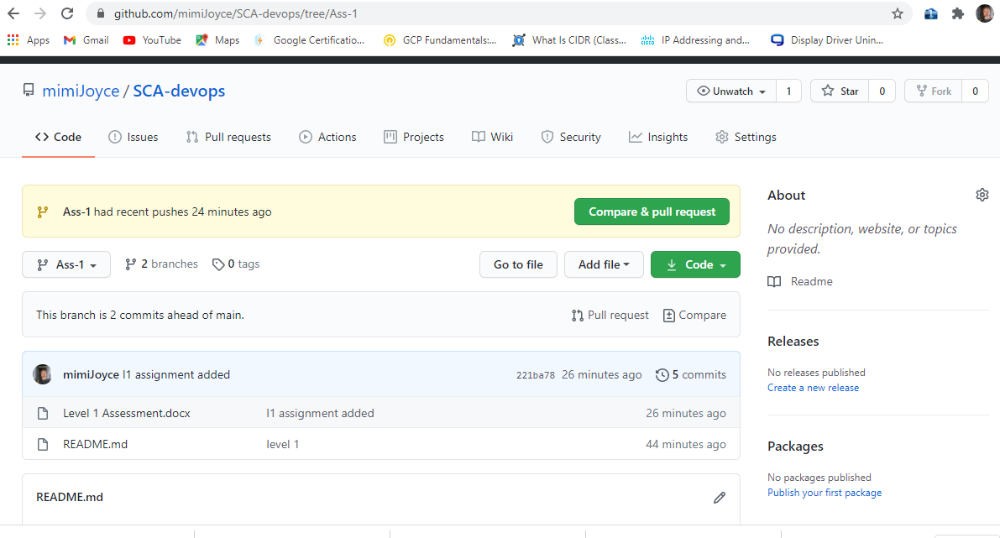 github.com/mimiJoyce/SCA-devops/tree/Ass-1
Apps Gmail YouTube Maps Google Certificatio... GCP Fundamentals:... What Is CIDR (Class... IP Addressing and... Display Driver Unin...
mimiJoyce / SCA-devops
Unwatch 1 Star 0 Fork 0
Code Issues Pull requests Actions Projects Wiki Security Insights Settings
Ass-1 had recent pushes 24 minutes ago
Compare & pull request
Ass-1 2 branches 0 tags
Go to file Add file Code
This branch is 2 commits ahead of main.
Pull request Compare
mimiJoyce l1 assignment added 221ba78 26 minutes ago 5 commits
Level 1 Assessment.docx l1 assignment added 26 minutes ago
README.md level 1 44 minutes ago
README.md
About
No description, website, or topics
provided.
Readme
Releases
No releases published
Create a new release
Packages
No packages published
Publish your first package